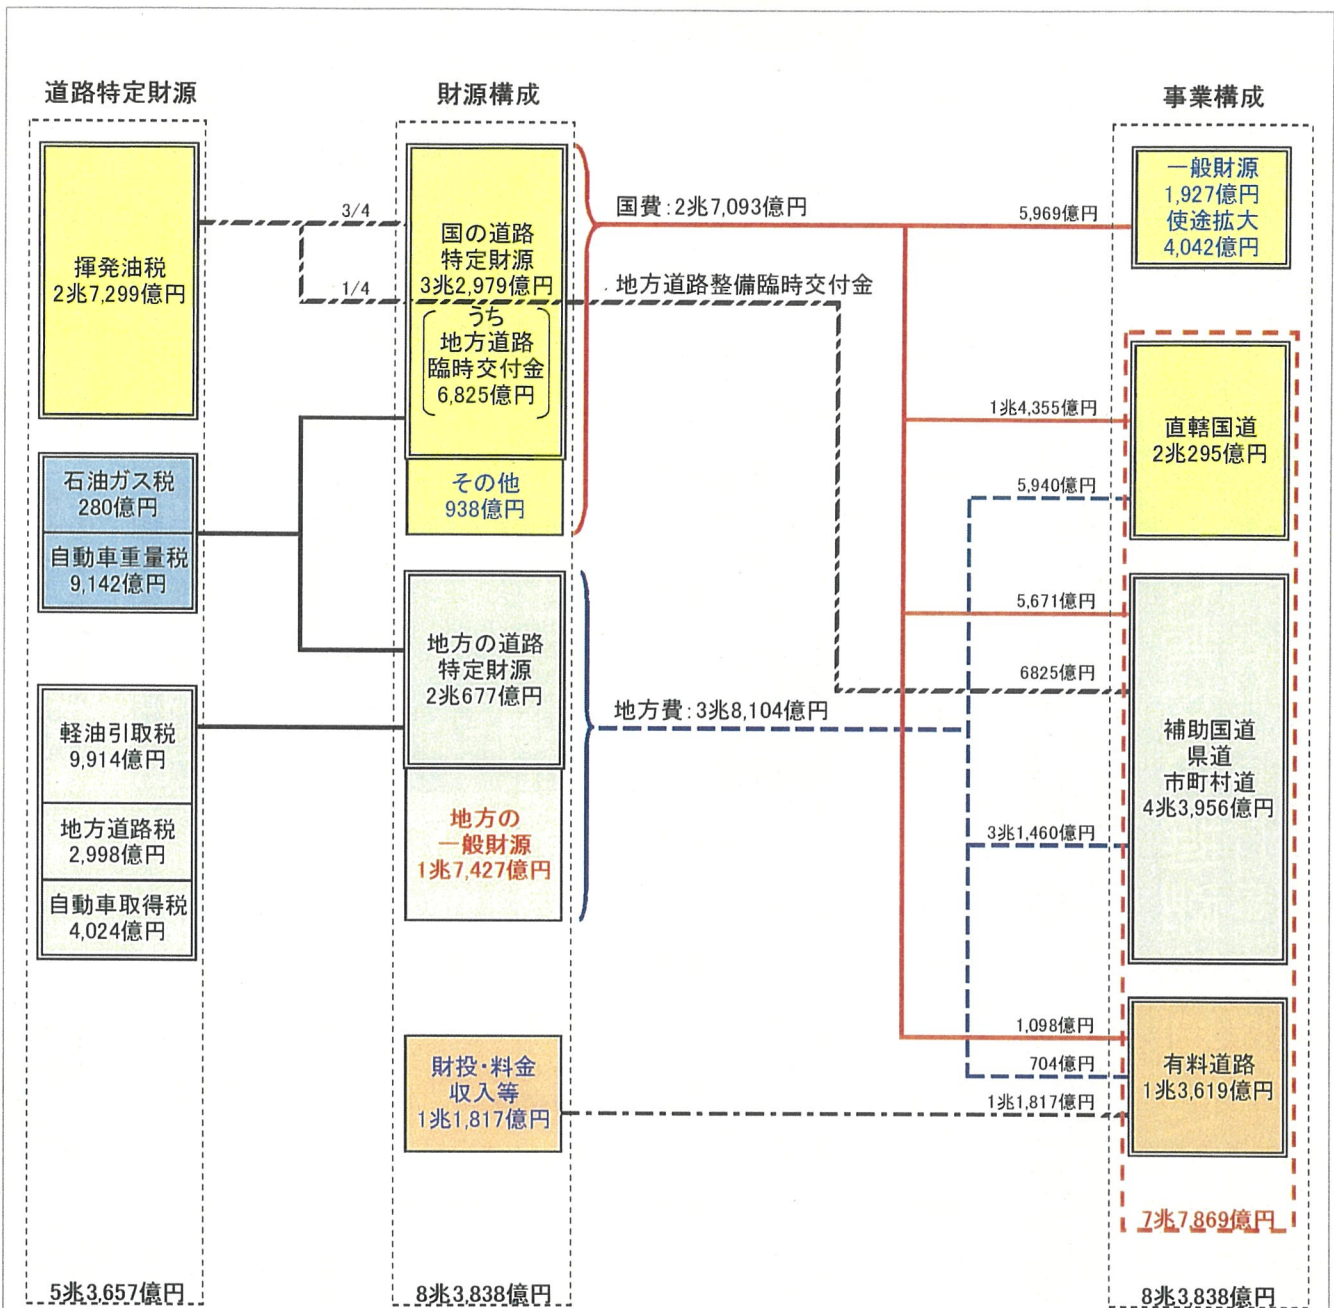 道路特定財源
揮発油税
2兆7,299億円
石油ガス税
280億円
自動車重量税
9,142億円
軽油引取税
9,914億円
地方道路税
2,998億円
自動車取得税
4,024億円
5兆3,657億円
3/4
1/4
財源構成
国の道路
特定財源
3兆2,979億円
うち
地方道路
臨時交付金
6,825億円
その他
938億円
地方の道路
特定財源
2兆677億円
地方の
一般財源
1兆7,427億円
財投・料金
収入等
1兆1,817億円
8兆3,838億円
国費:2兆7,093億円
地方道路整備臨時交付金
地方費:3兆8,104億円
5,969億円
1兆4,355億円
5,940億円
5,671億円
6825億円
3兆1,460億円
1,098億円
704億円
1兆1,817億円
事業構成
一般財源
1,927億円
使途拡大
4,042億円
直轄国道
2兆295億円
補助国道
県道
市町村道
4兆3,956億円
有料道路
1兆3,619億円
7兆7,869億円
8兆3,838億円